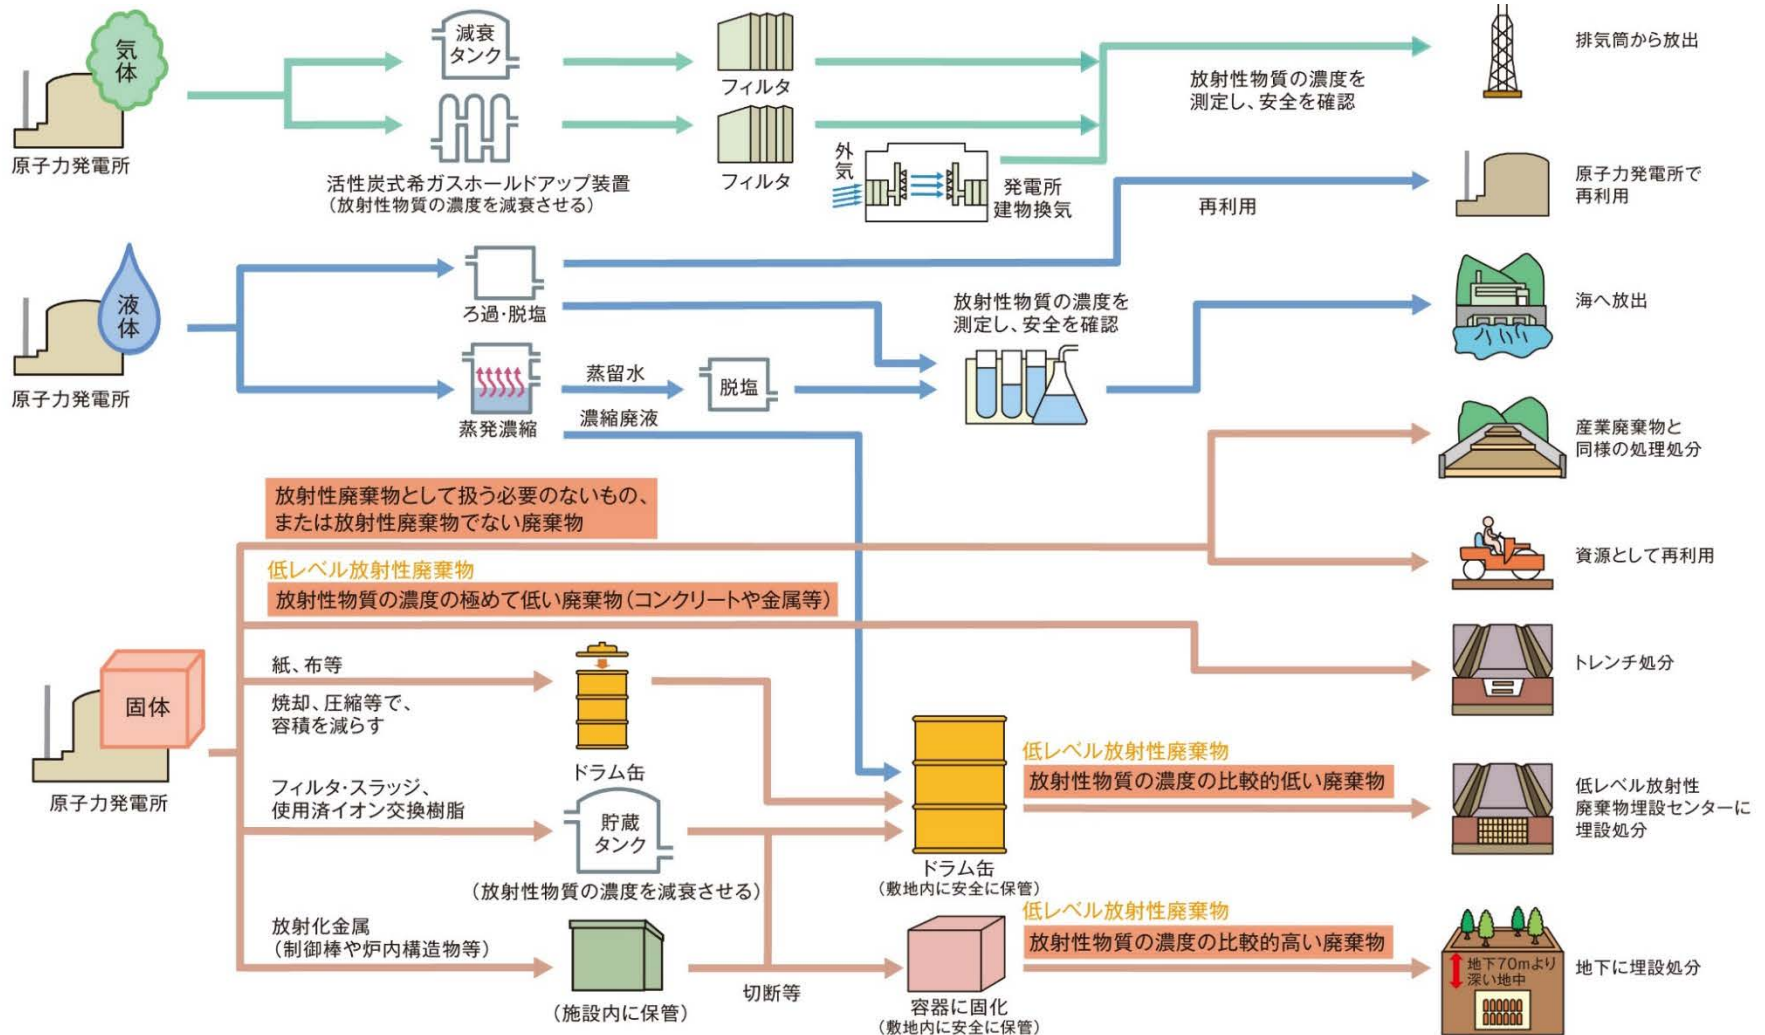 気
体
原子力発電所
減衰
タンク
フィルタ
活性炭式希ガスホールドアップ装置
(放射性物質の濃度を減衰させる)
フィルタ
外
気
発電所
建物換気
放射性物質の濃度を
測定し、安全を確認
排気筒から放出
液
体
原子力発電所
ろ過・脱塩
再利用
原子力発電所で
再利用
蒸発濃縮
蒸留水
濃縮廃液
脱塩
放射性物質の濃度を
測定し、安全を確認
海へ放出
固体
原子力発電所
放射性廃棄物として扱う必要のないもの、
または放射性廃棄物でない廃棄物
産業廃棄物と
同様の処理処分
資源として再利用
低レベル放射性廃棄物
放射性物質の濃度の極めて低い廃棄物(コンクリートや金属等)
トレンチ処分
紙、布等
焼却、圧縮等で、
容積を減らす
ドラム缶
フィルタ・スラッジ、
使用済イオン交換樹脂
貯蔵
タンク
(放射性物質の濃度を減衰させる)
ドラム缶
(敷地内に安全に保管)
低レベル放射性廃棄物
放射性物質の濃度の比較的低い廃棄物
低レベル放射性
廃棄物埋設センターに
埋設処分
放射化金属
(制御棒や炉内構造物等)
(施設内に保管)
切断等
容器に固化
(敷地内に安全に保管)
低レベル放射性廃棄物
放射性物質の濃度の比較的高い廃棄物
地下70mより
深い地中
地下に埋設処分